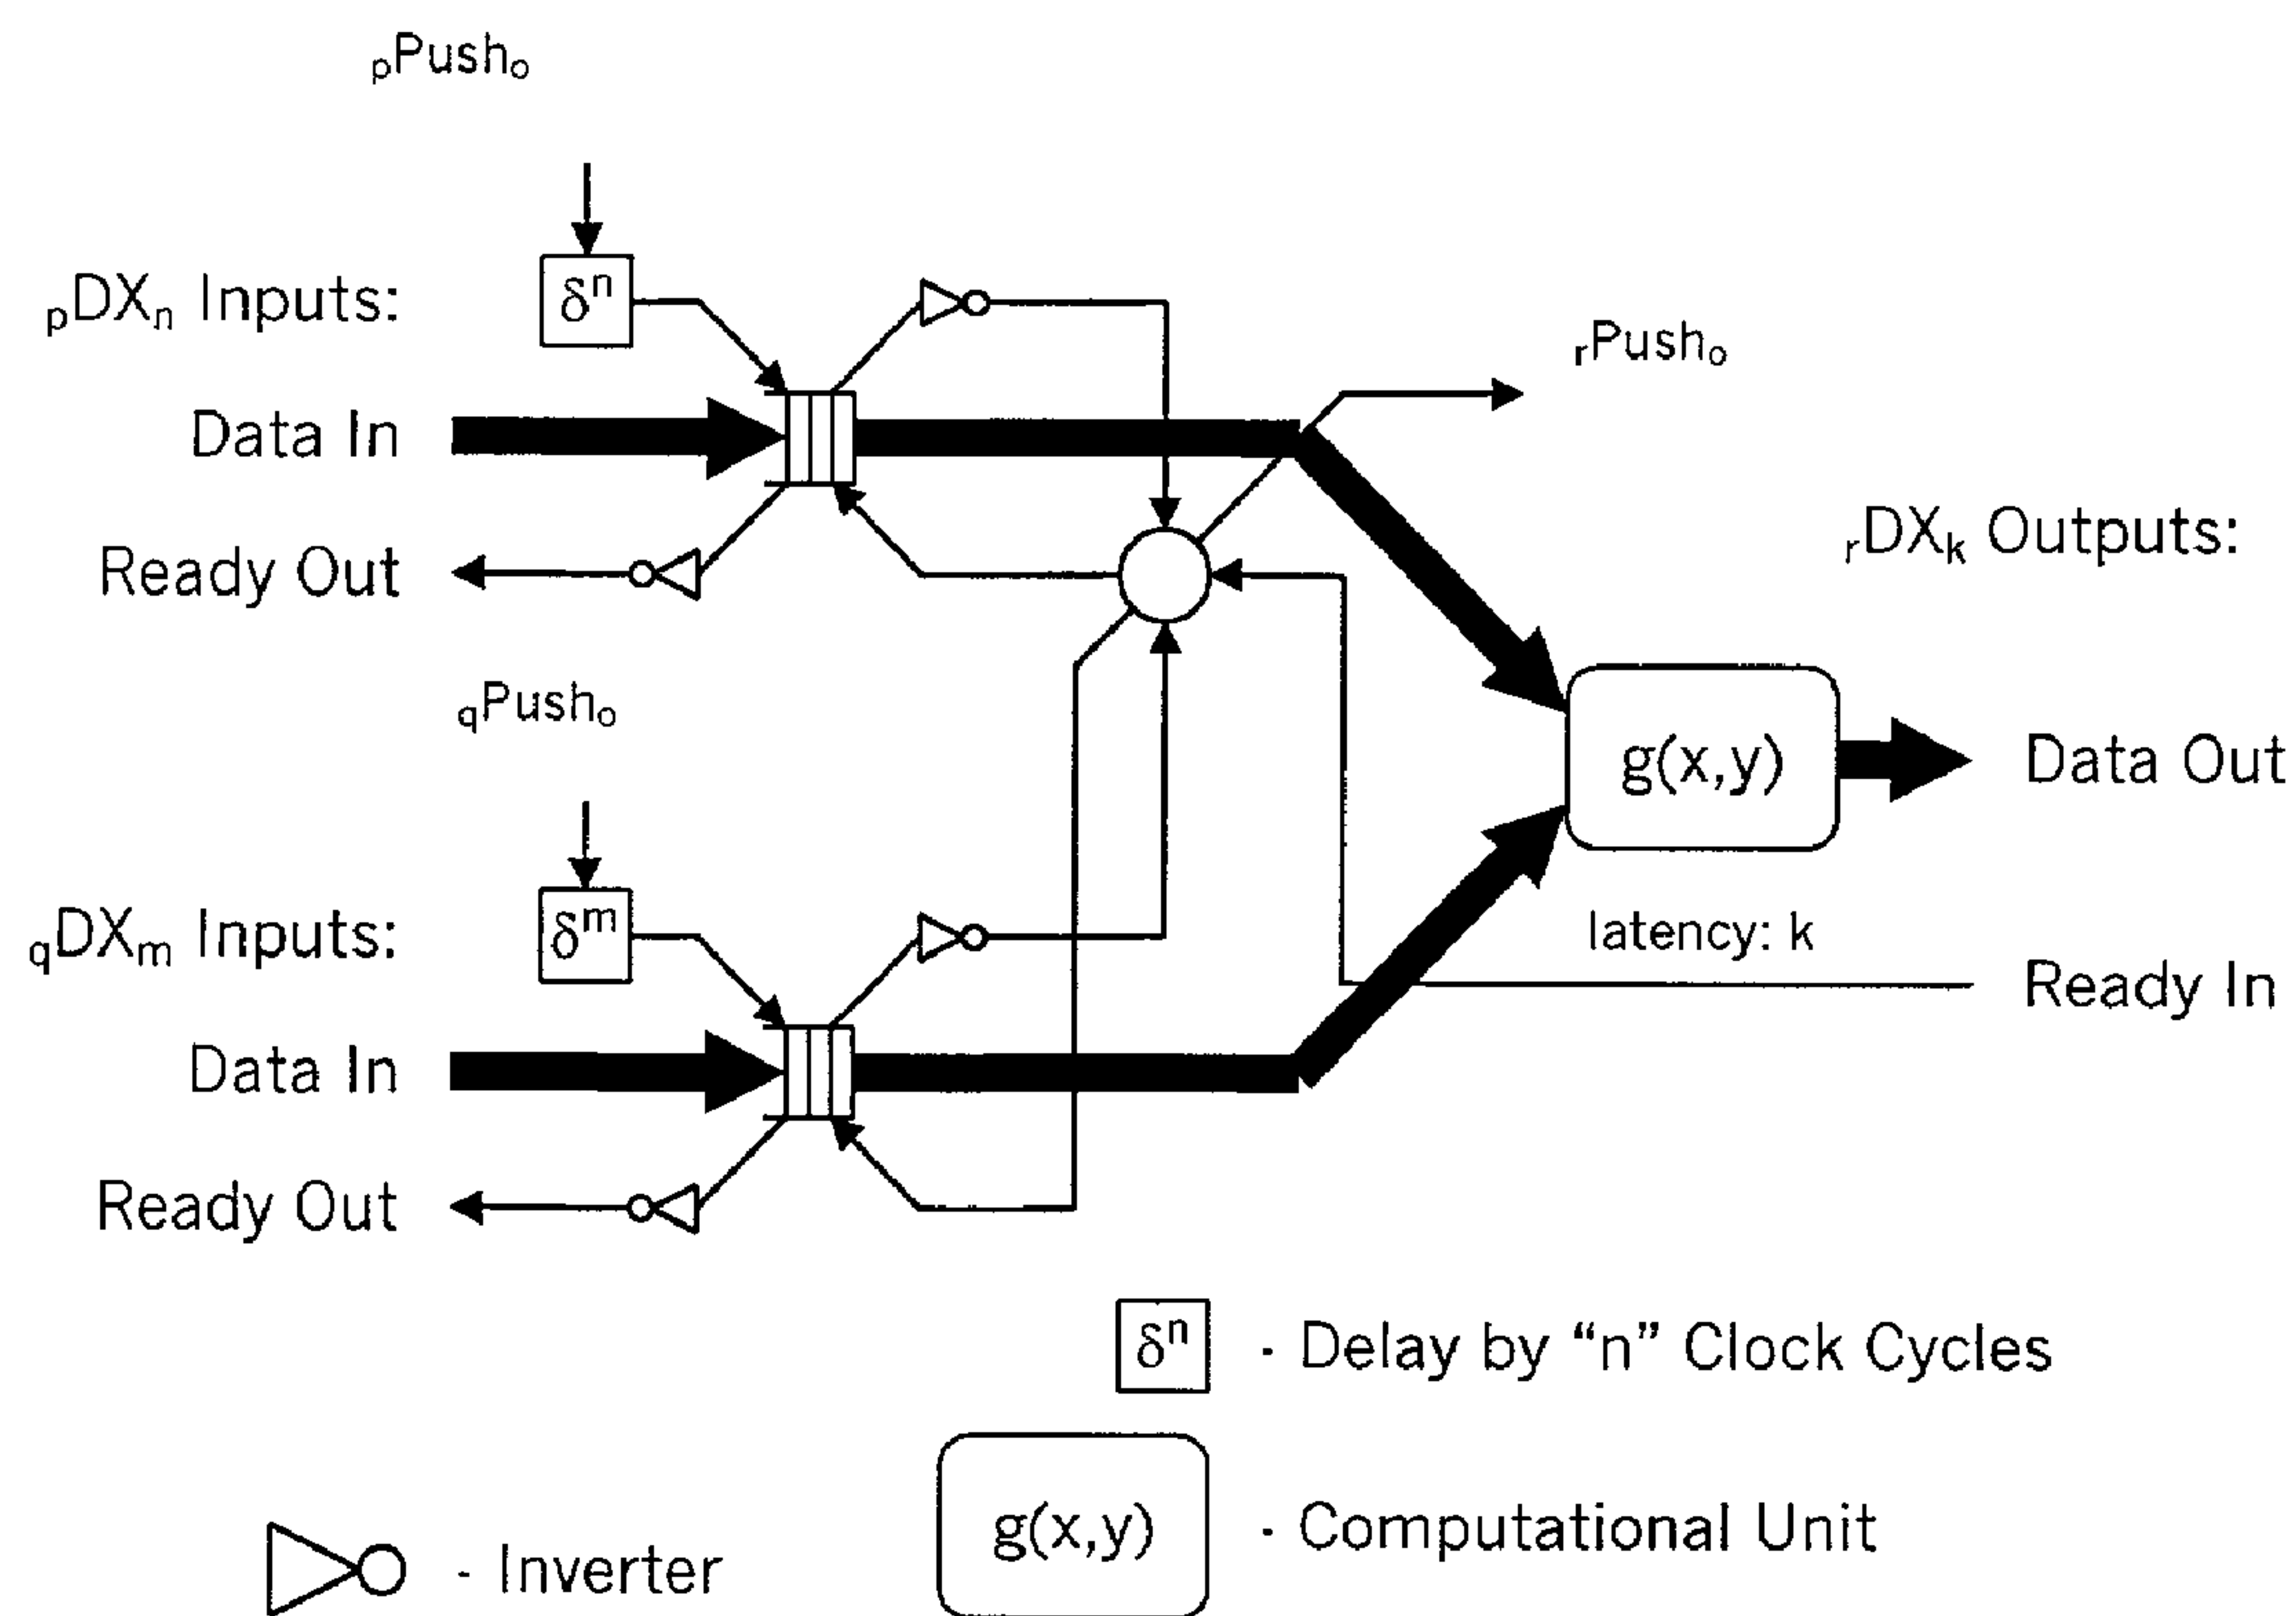 pPusho
pDXn Inputs:
δn
Data In
rPusho
Ready Out
rDXk Outputs:
qPusho
g(x,y)
Data Out
qDXm Inputs:
δm
latency: k
Ready In
Data In
Ready Out
δn - Delay by “n” Clock Cycles
g(x,y) - Computational Unit
- Inverter